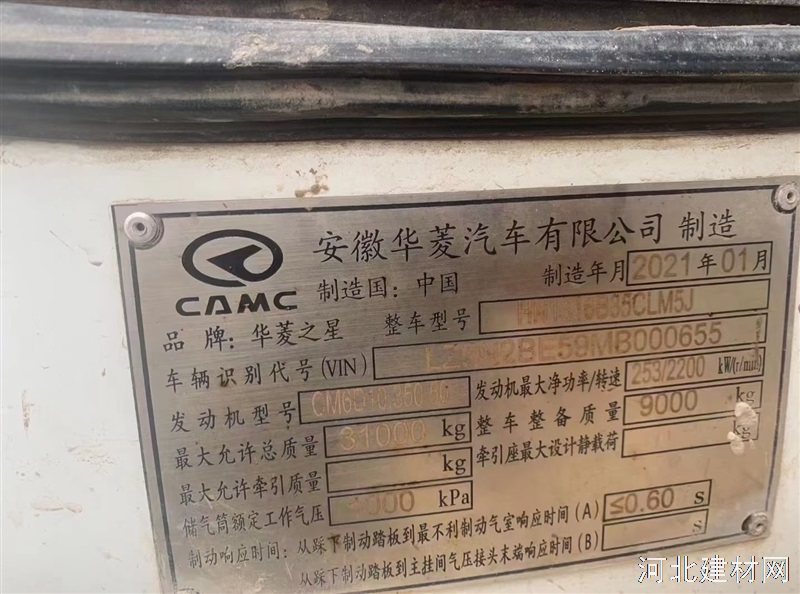 CAMC
安徽华菱汽车有限公司 制造
制造国：中国 制造年月 2021年01月
品牌：华菱之星 整车型号
车辆识别代号(VIN)
发动机型号 发动机最大净功率/转速 253/2200 kW/(r/min)
最大允许总质量 31000 kg 整车整备质量 9000 kg
最大允许牵引质量 kg 牵引座最大设计静载荷 kg
储气筒额定工作气压 kPa
制动响应时间：从踩下制动踏板到最不利制动气室响应时间(A) ≤0.60 s
从踩下制动踏板到主挂间气压接头末端响应时间(B) s
河北建材网